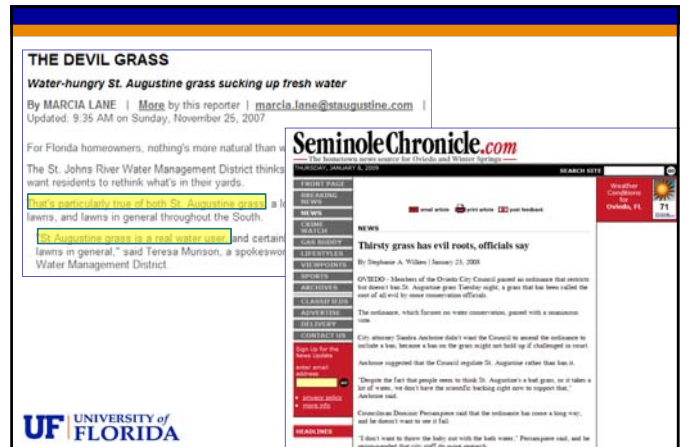 THE DEVIL GRASS
Water-hungry St. Augustine grass sucking up fresh water
By MARCIA LANE | More by this reporter | marcia.lane@staugustine.com |
Updated: 9:35 AM on Sunday, November 25, 2007
For Florida homeowners, nothing's more natural than w
The St. Johns River Water Management District thinks
want residents to rethink what's in their yards.
That's particularly true of both St. Augustine grass, a lo
lawns, and lawns in general throughout the South.
"St Augustine grass is a real water user, and certain
lawns in general," said Teresa Munson, a spokeswor
Water Management District.
SeminoleChronicle.com
The hometown news source for Oviedo and Winter Springs
THURSDAY, JANUARY 8, 2009
SEARCH SITE
FRONT PAGE
BREAKING
NEWS
NEWS
CRIME
WATCH
GAS BUDDY
LIFESTYLES
VIEWPOINTS
SPORTS
ARCHIVES
CLASSIFIEDS
ADVERTISE
DELIVERY
CONTACT US
Sign Up for the
News Update
enter email
address
privacy policy
more info
HEADLINES
email article print article post feedback
NEWS
Thirsty grass has evil roots, officials say
By Stephanie A. Wilken | January 23, 2008
OVIEDO - Members of the Oviedo City Council passed an ordinance that restricts
but doesn't ban St. Augustine grass Tuesday night, a grass that has been called the
root of all evil by some conservation officials.
The ordinance, which focuses on water conservation, passed with a unanimous
vote.
City attorney Sandra Ambrose didn't want the Council to amend the ordinance to
include a ban, because a ban on the grass might not hold up if challenged in court.
Ambrose suggested that the Council regulate St. Augustine rather than ban it.
"Despite the fact that people seem to think St. Augustine's a bad grass, or it takes a
lot of water, we don't have the scientific backing right now to support that,"
Ambrose said.
Councilman Dominic Persampiere said that the ordinance has come a long way,
and he doesn't want to see it fail.
"I don't want to throw the baby out with the bath water," Persampiere said, and he
recommended that city staff do more research
Weather
Conditions
for
Oviedo, FL
71
UF UNIVERSITY of
FLORIDA